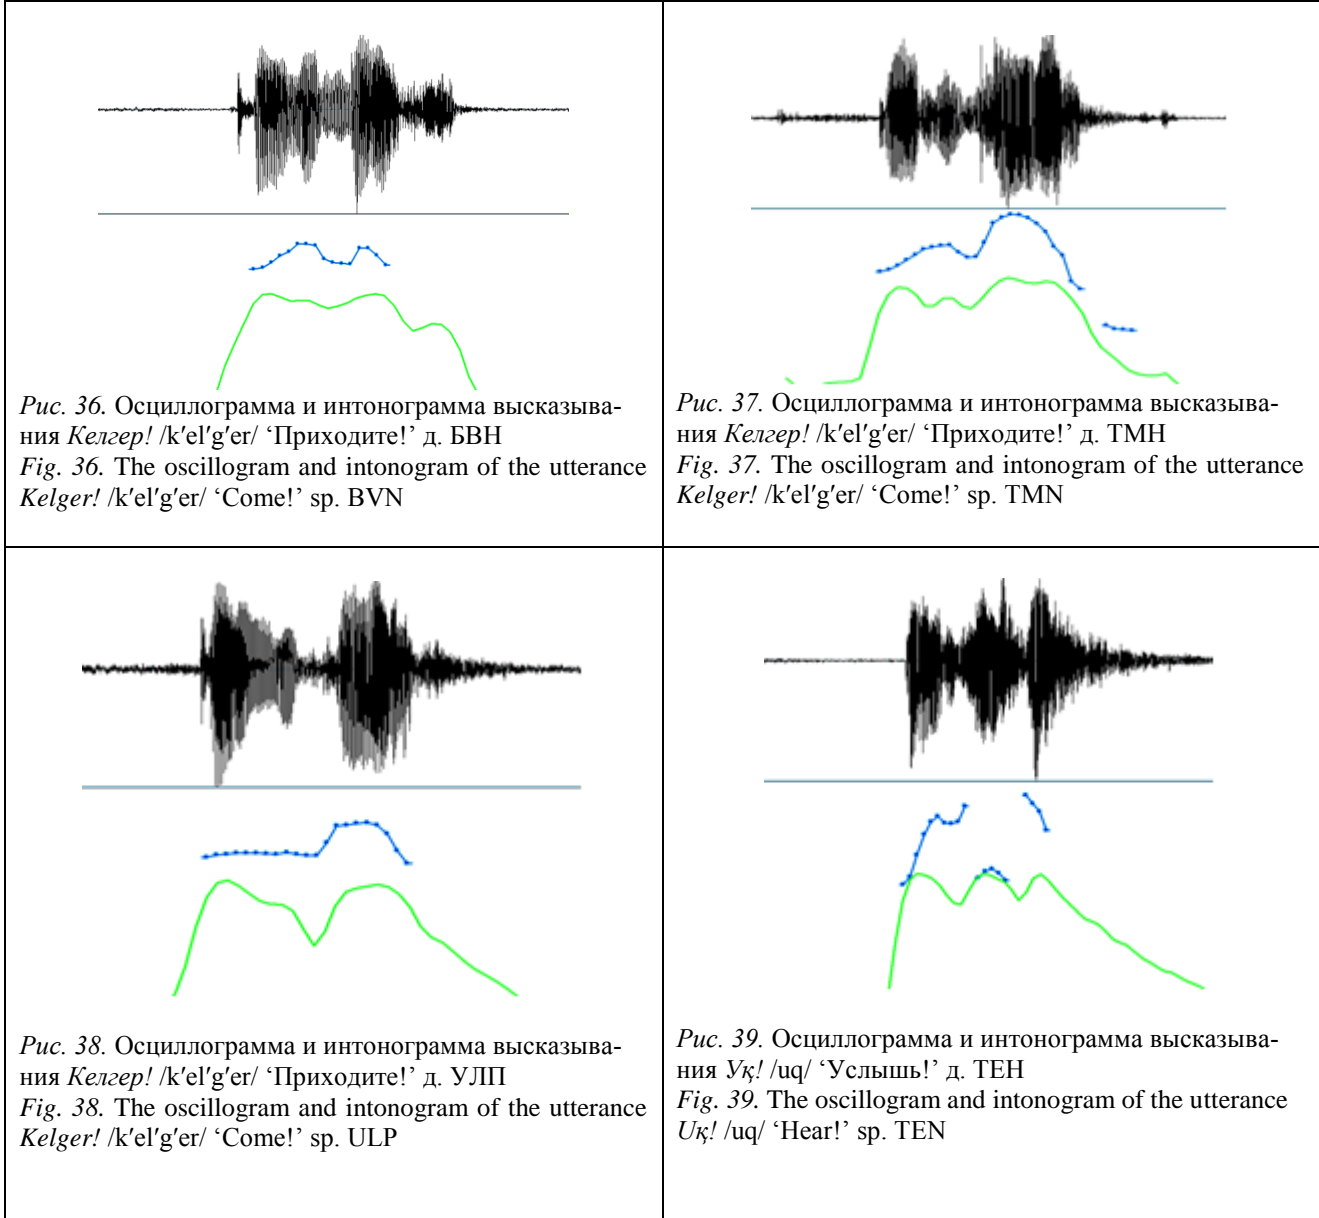 Рис. 36. Осциллограмма и интонограмма высказыва-
ния Келгер! /k′el′g′er/ ‘Приходите!’ д. БВН
Fig. 36. The oscillogram and intonogram of the utterance
Kelger! /k′el′g′er/ ‘Come!’ sp. BVN
Рис. 37. Осциллограмма и интонограмма высказыва-
ния Келгер! /k′el′g′er/ ‘Приходите!’ д. ТМН
Fig. 37. The oscillogram and intonogram of the utterance
Kelger! /k′el′g′er/ ‘Come!’ sp. TMN
Рис. 38. Осциллограмма и интонограмма высказыва-
ния Келгер! /k′el′g′er/ ‘Приходите!’ д. УЛП
Fig. 38. The oscillogram and intonogram of the utterance
Kelger! /k′el′g′er/ ‘Come!’ sp. ULP
Рис. 39. Осциллограмма и интонограмма высказыва-
ния Уқ! /uq/ ‘Услышь!’ д. ТЕН
Fig. 39. The oscillogram and intonogram of the utterance
Uқ! /uq/ ‘Hear!’ sp. TEN